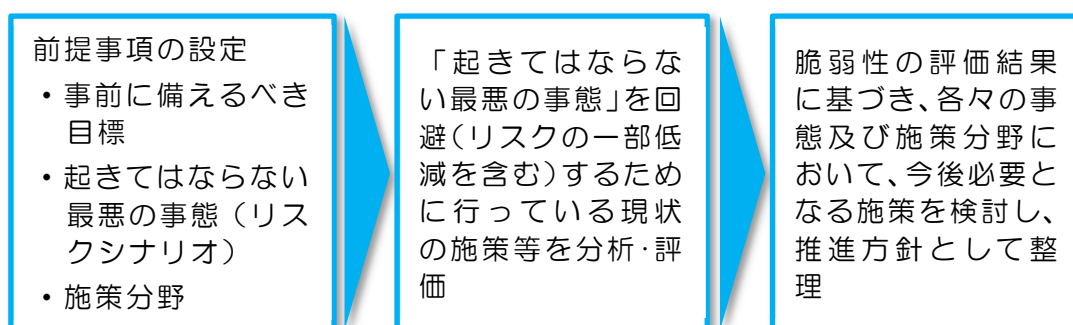 前提事項の設定
・事前に備えるべき
目標
・起きてはならない
最悪の事態（リス
クシナリオ）
・施策分野
「起きてはならな
い最悪の事態」を回
避（リスクの一部低
減を含む）するため
に行っている現状
の施策等を分析・評
価
脆弱性の評価結果
に基づき、各々の事
態及び施策分野に
おいて、今後必要と
なる施策を検討し、
推進方針として整
理